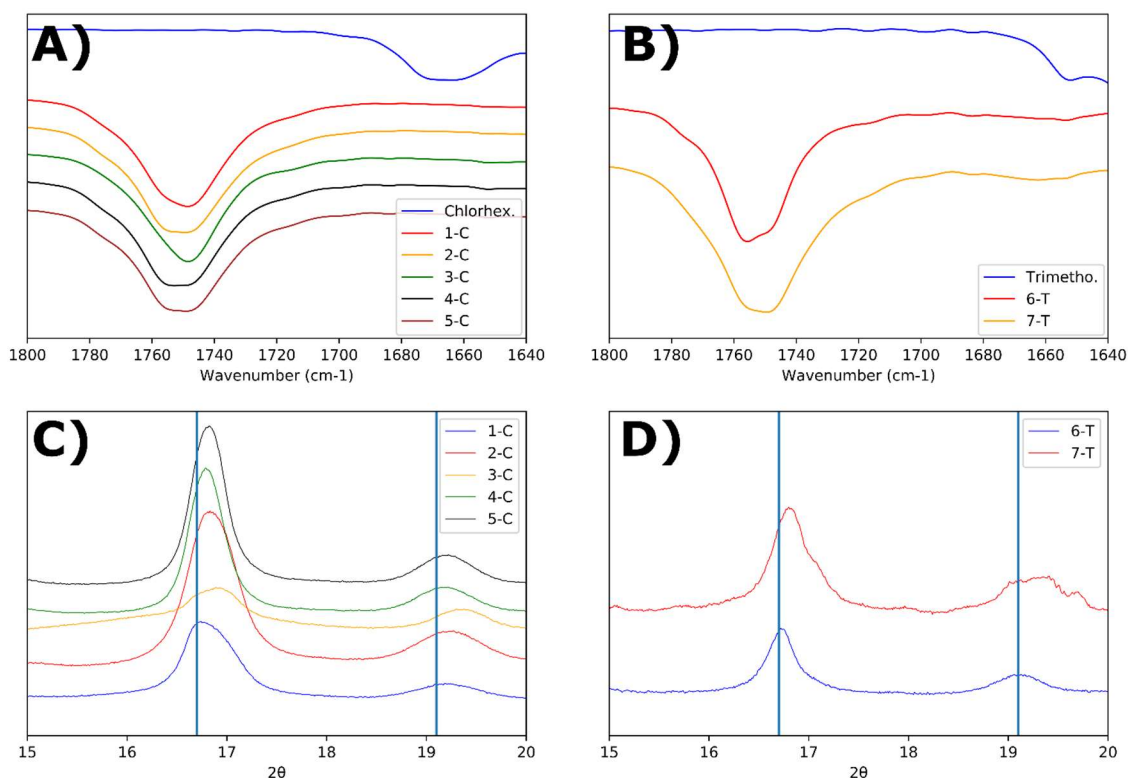 A)
Chlorhex.
1-C
2-C
3-C
4-C
5-C
1800 1780 1760 1740 1720 1700 1680 1660 1640
Wavenumber (cm-1)
B)
Trimetho.
6-T
7-T
1800 1780 1760 1740 1720 1700 1680 1660 1640
Wavenumber (cm-1)
C)
1-C
2-C
3-C
4-C
5-C
15 16 17 18 19 20
2θ
D)
6-T
7-T
15 16 17 18 19 20
2θ